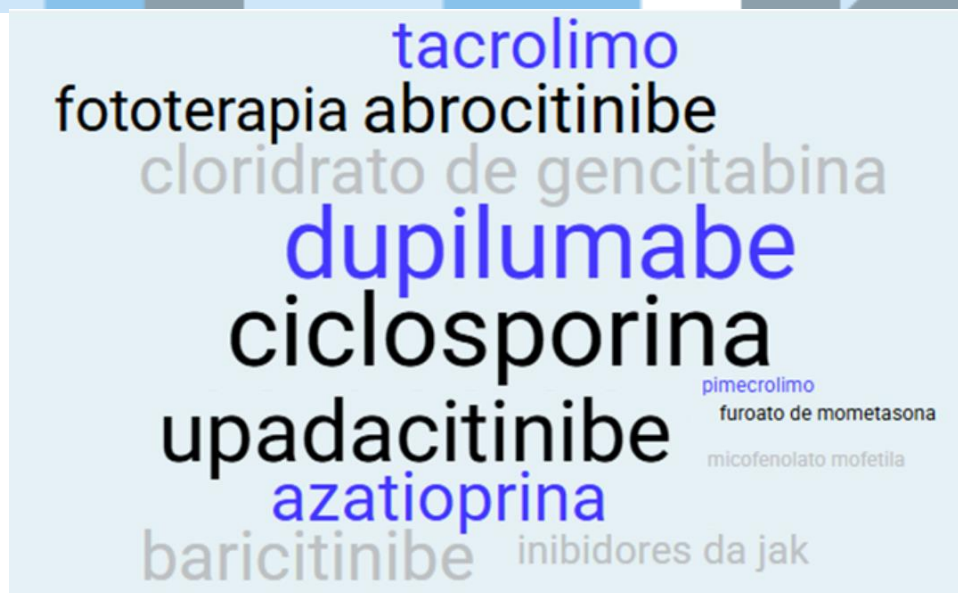 tacrolimo
fototerapia abrocitinibe
cloridrato de gencitabina
dupilumabe
ciclosporina
pimecrolimo
furoato de mometasona
upadacitinibe
micofenolato mofetila
azatioprina
baricitinibe inibidores da jak